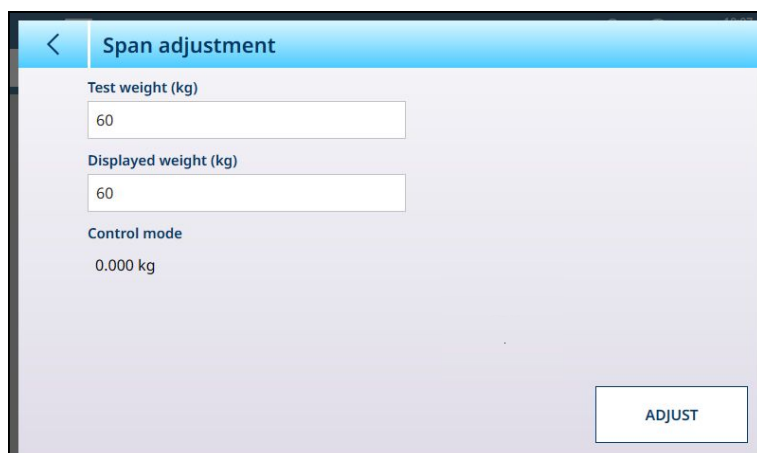 Span adjustment
Test weight (kg)
60
Displayed weight (kg)
60
Control mode
0.000 kg
ADJUST